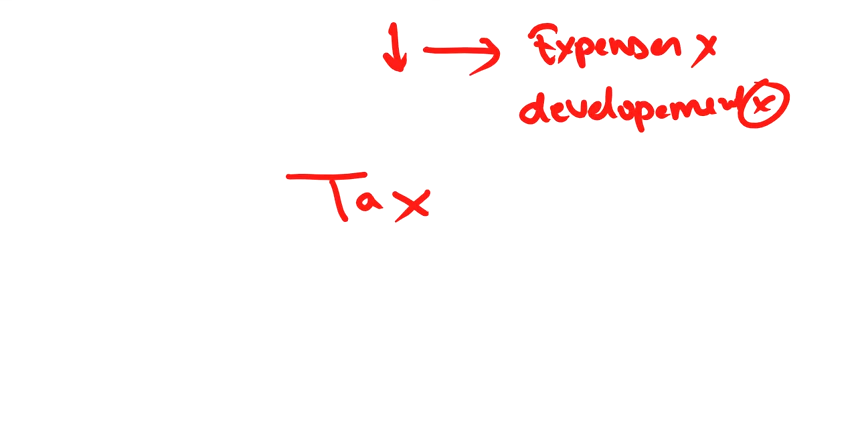 ↓ → Expenses x
developement x
Tax